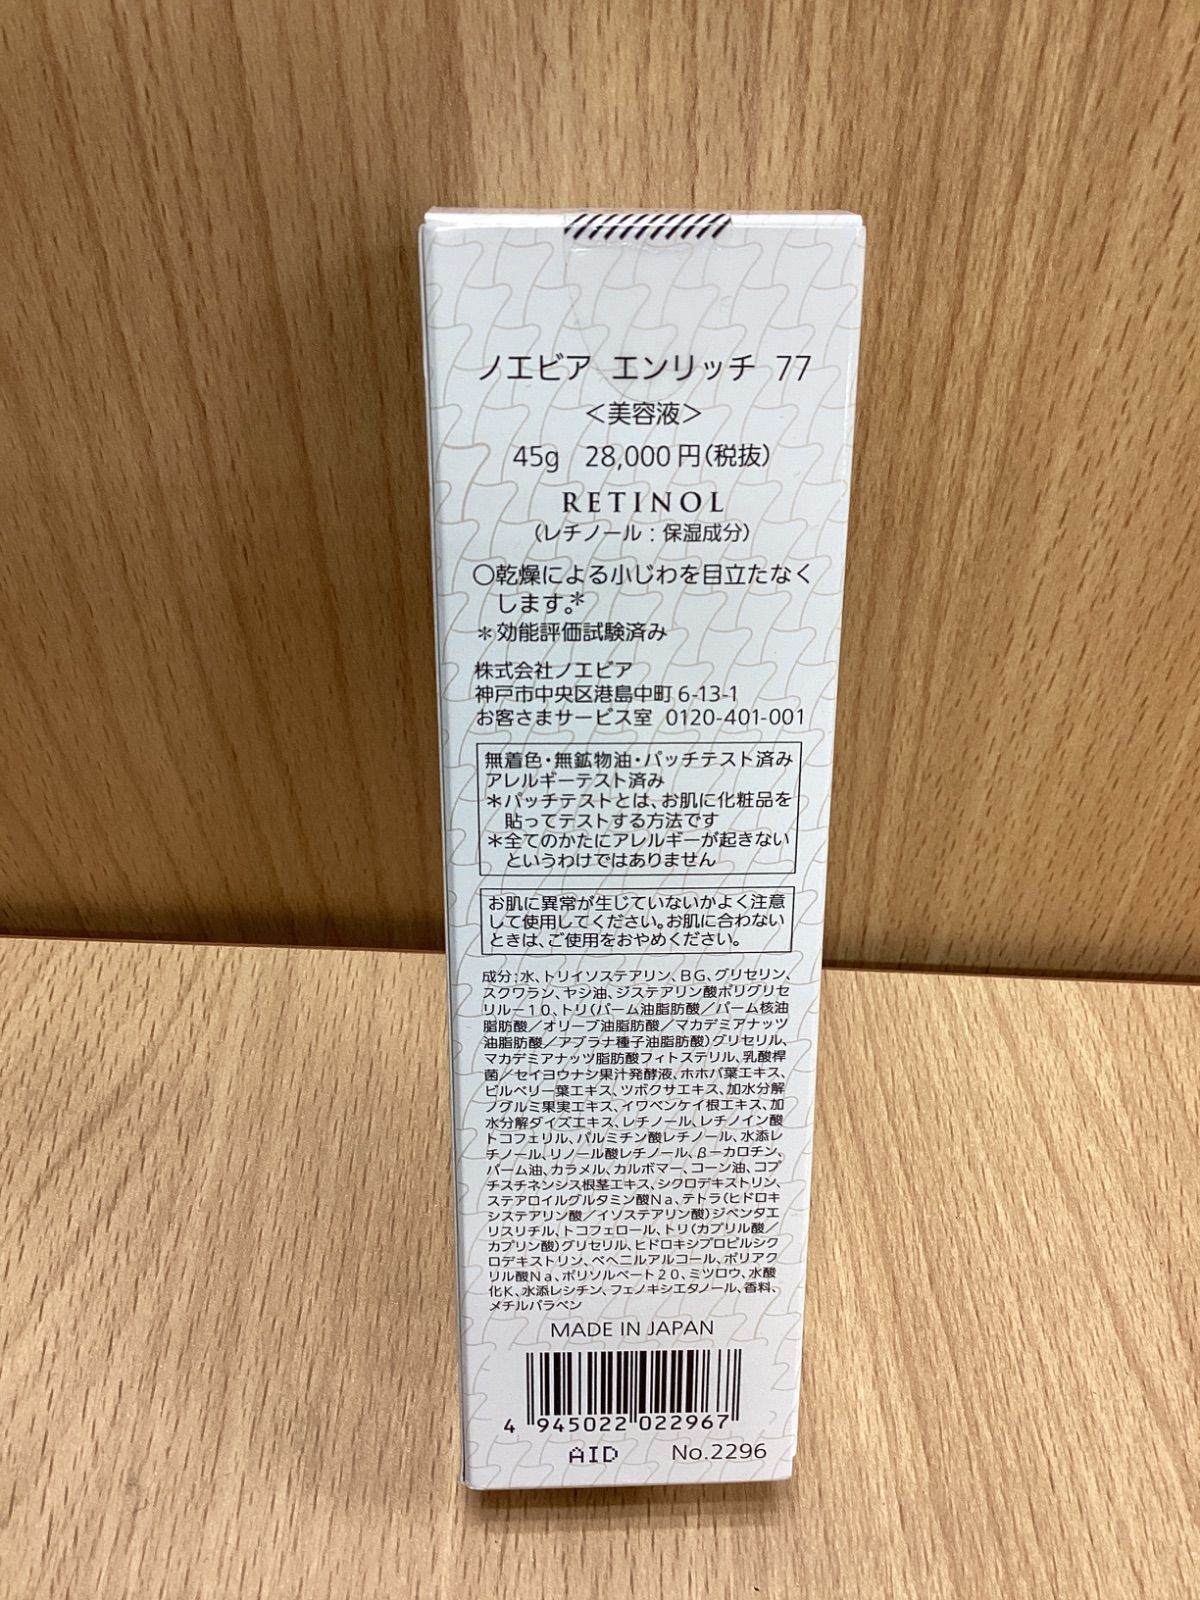 ノエビア エンリッチ 77
＜美容液＞
45g 28,000円(税抜)
RETINOL
(レチノール：保湿成分)
○乾燥による小じわを目立たなく
します。＊
＊効能評価試験済み
株式会社ノエビア
神戸市中央区港島中町 6-13-1
お客さまサービス室 0120-401-001
無着色・無鉱物油・パッチテスト済み
アレルギーテスト済み
＊パッチテストとは、お肌に化粧品を
貼ってテストする方法です
＊全てのかたにアレルギーが起きない
というわけではありません
お肌に異常が生じていないかよく注意
して使用してください。お肌に合わない
ときは、ご使用をおやめください。
成分：水、トリイソステアリン、BG、グリセリン、
スクワラン、ヤシ油、ジステアリン酸ポリグリセ
リル－10、トリ(パーム油脂肪酸／パーム核油
脂肪酸／オリーブ油脂肪酸／マカデミアナッツ
油脂肪酸／アブラナ種子油脂肪酸)グリセリル、
マカデミアナッツ脂肪酸フィトステリル、乳酸桿
菌／セイヨウナシ果汁発酵液、ホホバ葉エキス、
ビルベリー葉エキス、ツボクサエキス、加水分解
ノグルミ果実エキス、イワベンケイ根エキス、加
水分解ダイズエキス、レチノール、レチノイン酸
トコフェリル、パルミチン酸レチノール、水添レ
チノール、リノール酸レチノール、β－カロチン、
パーム油、カラメル、カルボマー、コーン油、コプ
チスチネンシス根茎エキス、シクロデキストリン、
ステアロイルグルタミン酸Na、テトラ(ヒドロキ
システアリン酸／イソステアリン酸)ジペンタエ
リスリチル、トコフェロール、トリ(カプリル酸／
カプリン酸)グリセリル、ヒドロキシプロピルシク
ロデキストリン、ベヘニルアルコール、ポリアク
リル酸Na、ポリソルベート20、ミツロウ、水酸
化K、水添レシチン、フェノキシエタノール、香料、
メチルパラベン
MADE IN JAPAN
4 945022 022967
AID No.2296